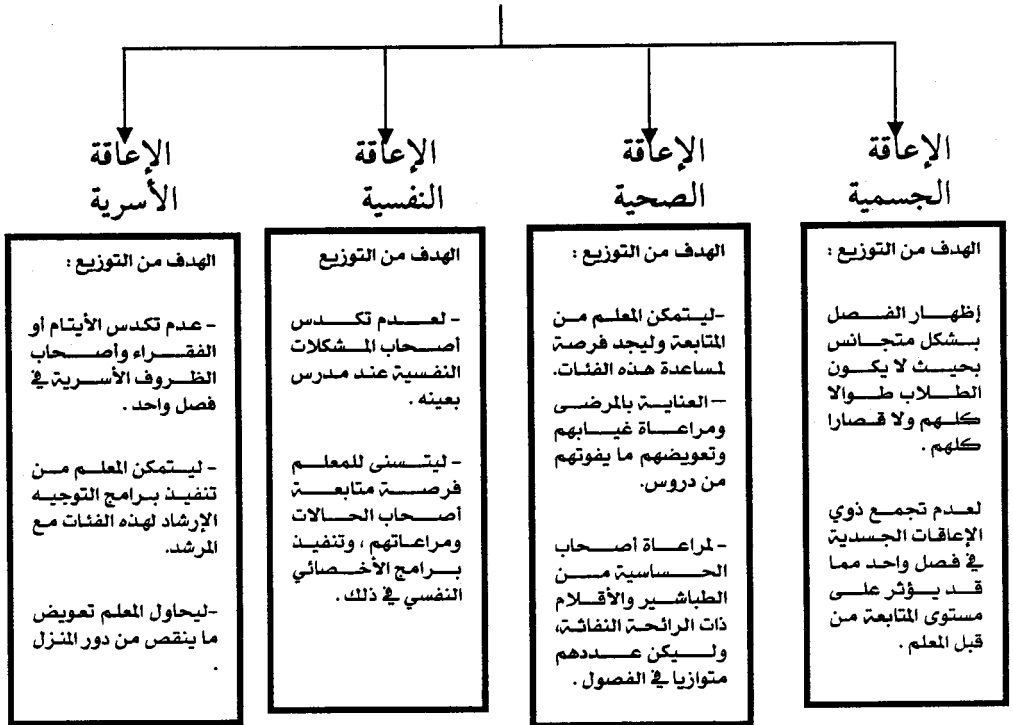 الإعاقة
الجسمية
الهدف من التوزيع :
إظهار الفصل
بشكل متجانس
بحيث لا يكون
الطلاب طوالا
كلهم ولا قصارا
كلهم .
لعدم تجمع ذوي
الإعاقات الجسدية
في فصل واحد مما
قد يؤثر على
مستوى المتابعة من
قبل المعلم .
الإعاقة
الصحية
الهدف من التوزيع :
-ليتمكن المعلم من
المتابعة وليجد فرصة
لمساعدة هذه الفئات.
–العناية بالمرضى
ومراعاة غيابهم
وتعويضهم ما يفوتهم
من دروس.
- لمراعاة أصحاب
الحساسية من
الطباشير والأقلام
ذات الرائحة النفاثة،
وليكن عددهم
متوازيا في الفصول .
الإعاقة
النفسية
الهدف من التوزيع
- لعدم تكدس
أصحاب المشكلات
النفسية عند مدرس
بعينه .
- ليتسنى للمعلم
فرصة متابعة
أصحاب الحالات
ومراعاتهم ، وتنفيذ
برامج الأخصائي
النفسي في ذلك .
الإعاقة
الأسرية
الهدف من التوزيع :
- عدم تكدس الأيتام أو
الفقراء وأصحاب
الظروف الأسرية في
فصل واحد .
- ليتمكن المعلم من
تنفيذ برامج التوجيه
الإرشاد لهذه الفئات مع
المرشد.
-ليحاول المعلم تعويض
ما ينقص من دور المنزل
.